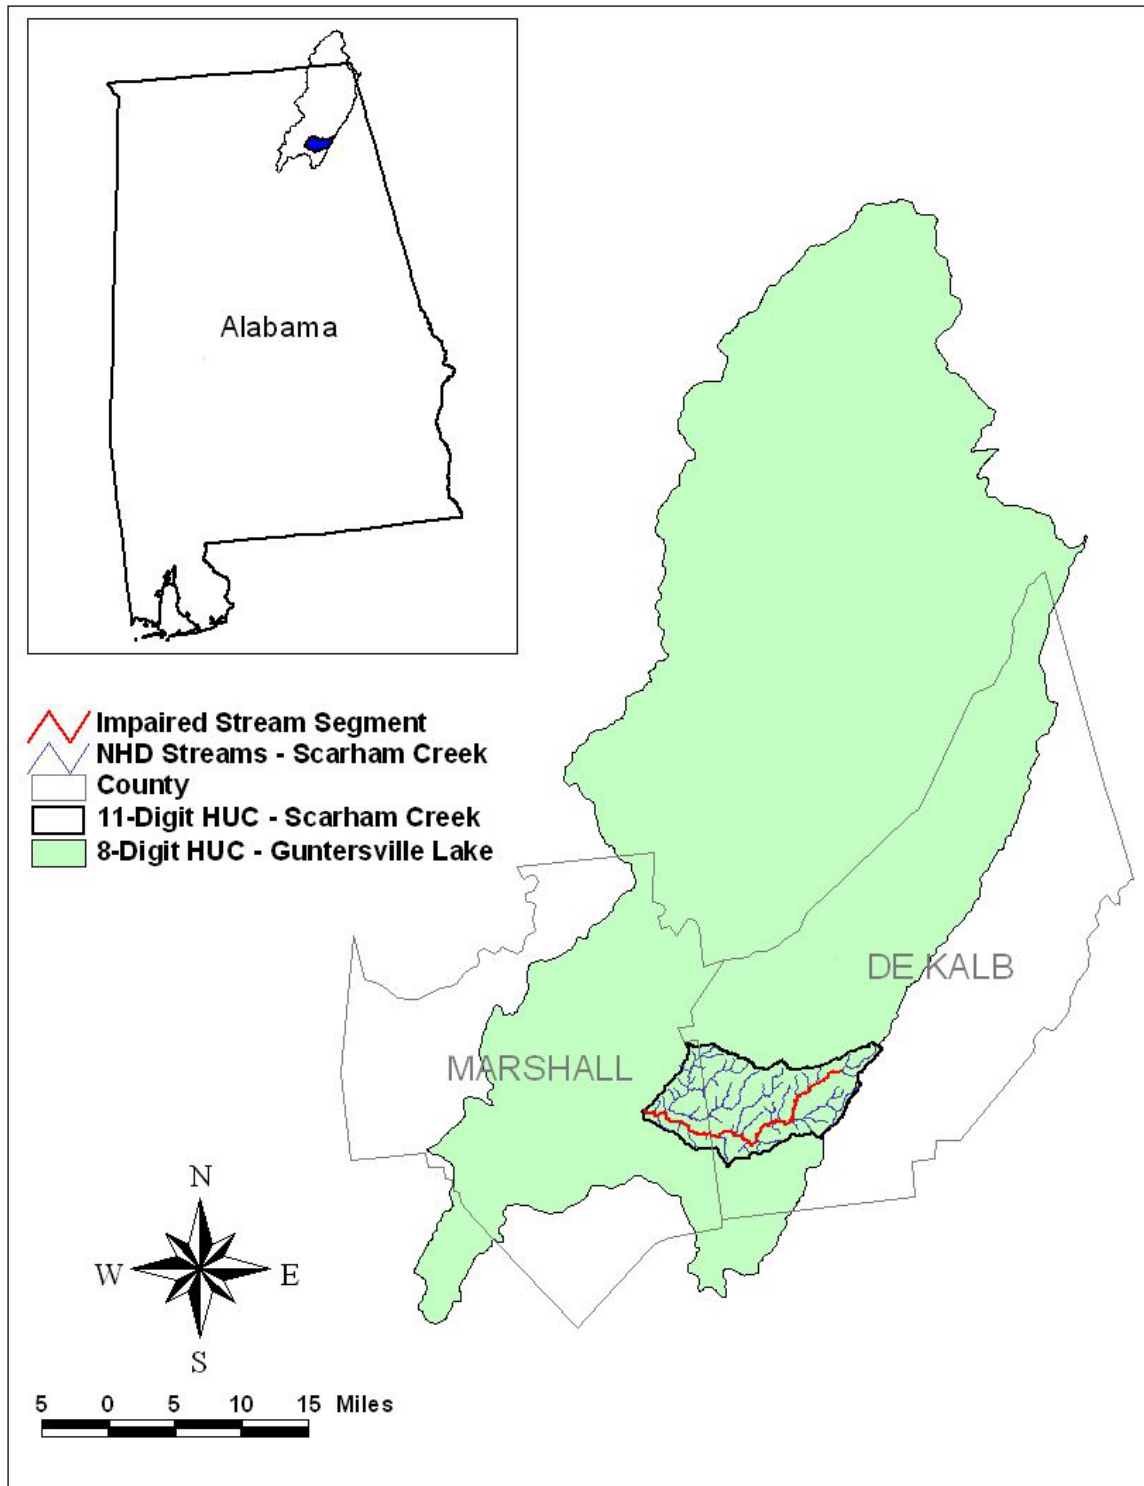 Alabama
Impaired Stream Segment
NHD Streams - Scarham Creek
County
11-Digit HUC - Scarham Creek
8-Digit HUC - Guntersville Lake
DE KALB
MARSHALL
N
W E
S
5 0 5 10 15 Miles